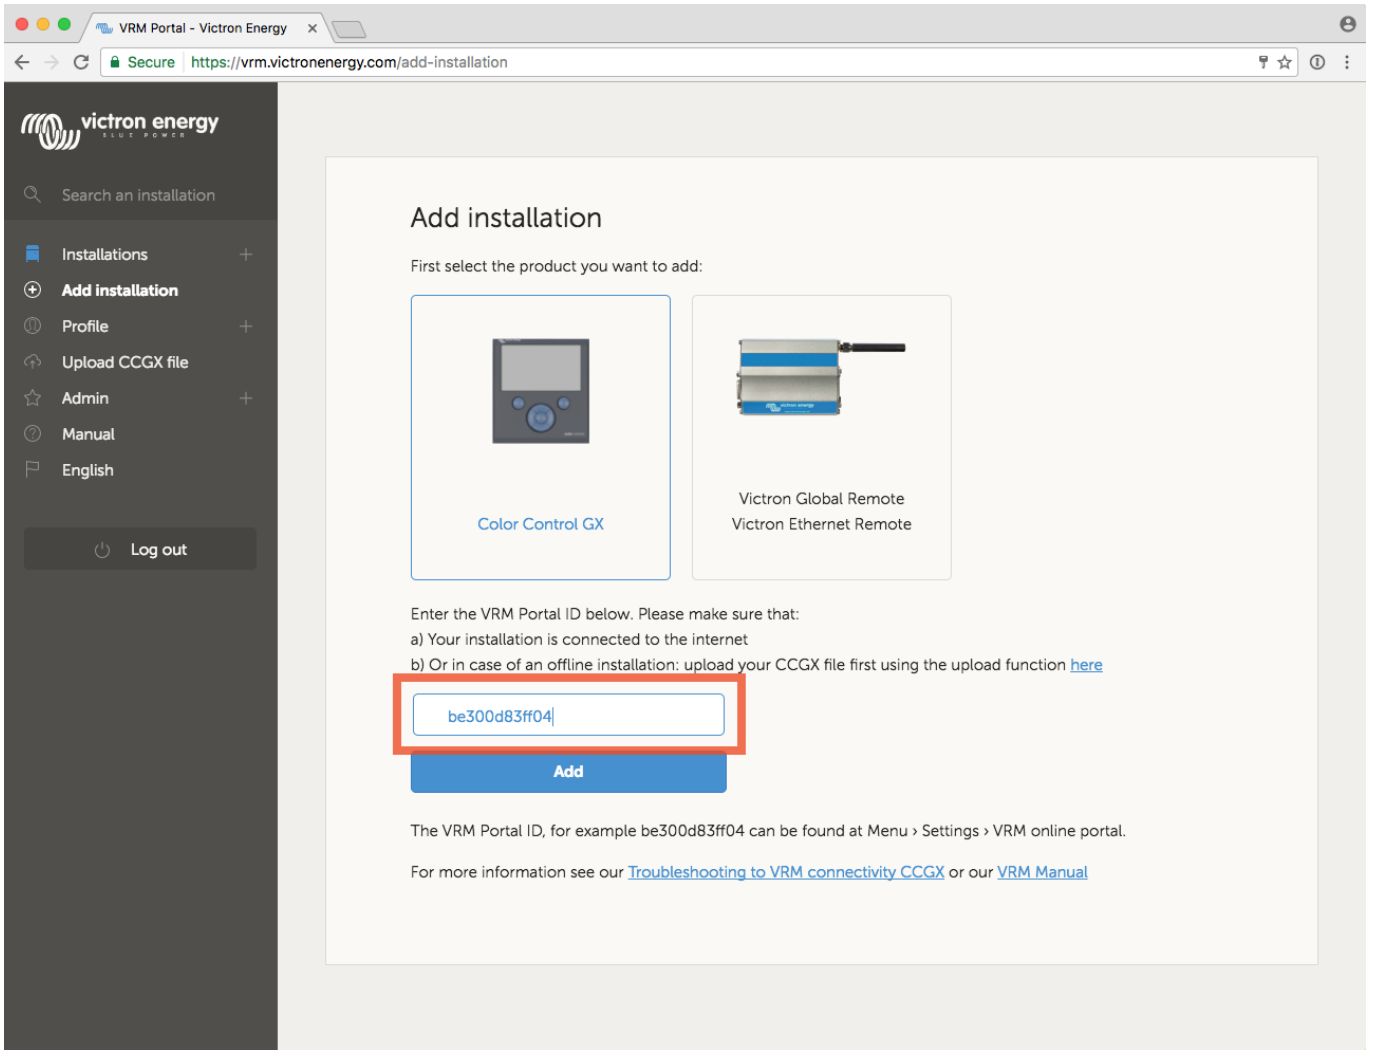 VRM Portal - Victron Energy
Secure
https://vrm.victronenergy.com/add-installation
victron energy
BLUE POWER
Search an installation
Installations
Add installation
Profile
Upload CCGX file
Admin
Manual
English
Log out
Add installation
First select the product you want to add:
Color Control GX
victron energy
Victron Global Remote
Victron Ethernet Remote
Enter the VRM Portal ID below. Please make sure that:
a) Your installation is connected to the internet
b) Or in case of an offline installation: upload your CCGX file first using the upload function here
be300d83ff04
Add
The VRM Portal ID, for example be300d83ff04 can be found at Menu › Settings › VRM online portal.
For more information see our Troubleshooting to VRM connectivity CCGX or our VRM Manual